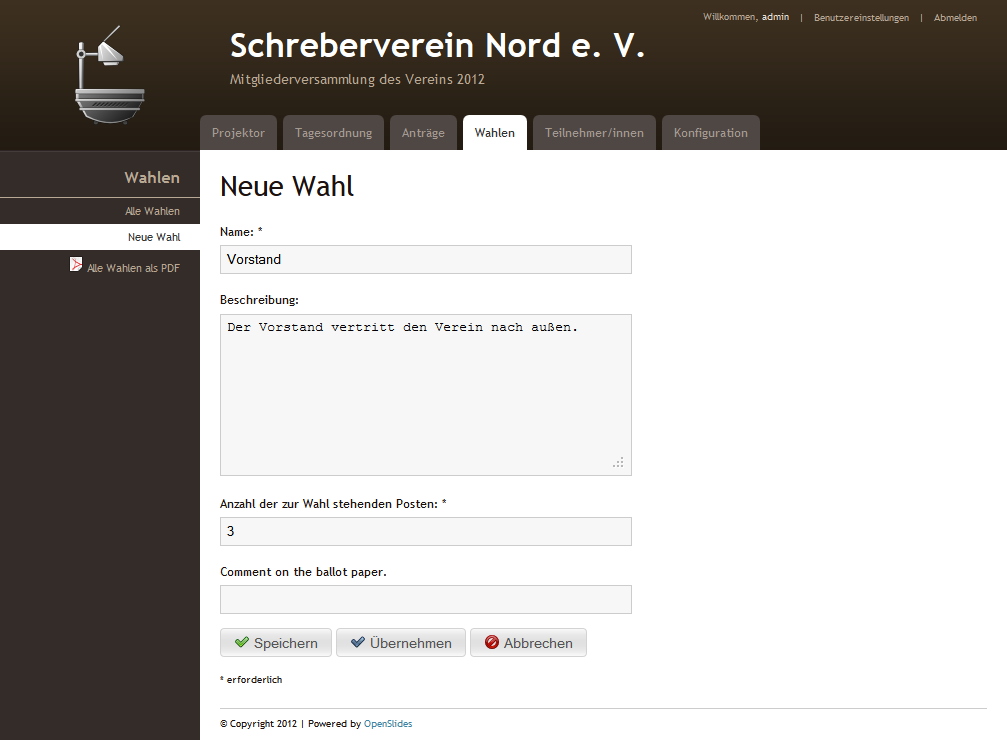 Willkommen, admin | Benutzereinstellungen | Abmelden
Schreberverein Nord e. V.
Mitgliederversammlung des Vereins 2012
Projektor Tagesordnung Anträge Wahlen Teilnehmer/innen Konfiguration
Wahlen
Alle Wahlen
Neue Wahl
Alle Wahlen als PDF
Neue Wahl
Name: *
Vorstand
Beschreibung:
Der Vorstand vertritt den Verein nach außen.
Anzahl der zur Wahl stehenden Posten: *
3
Comment on the ballot paper.
Speichern Übernehmen Abbrechen
* erforderlich
© Copyright 2012 | Powered by OpenSlides